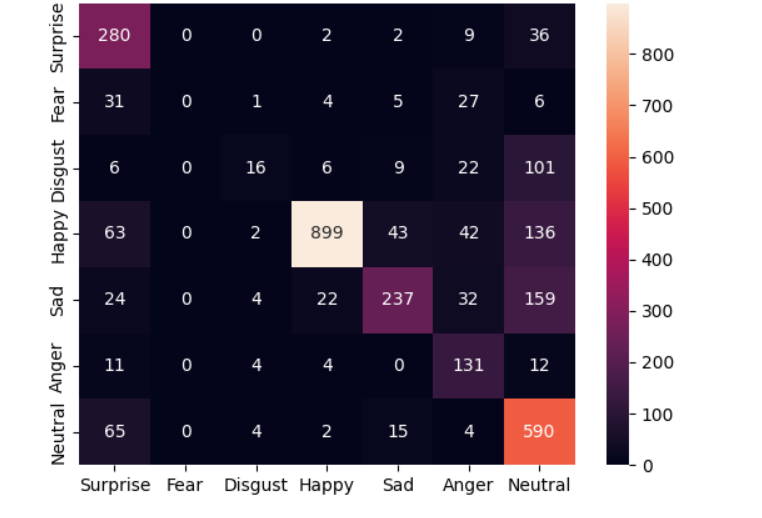 Surprise 280 0 0 2 2 9 36
Fear 31 0 1 4 5 27 6
Disgust 6 0 16 6 9 22 101
Happy 63 0 2 899 43 42 136
Sad 24 0 4 22 237 32 159
Anger 11 0 4 4 0 131 12
Neutral 65 0 4 2 15 4 590
Surprise Fear Disgust Happy Sad Anger Neutral
800
700
600
500
400
300
200
100
0